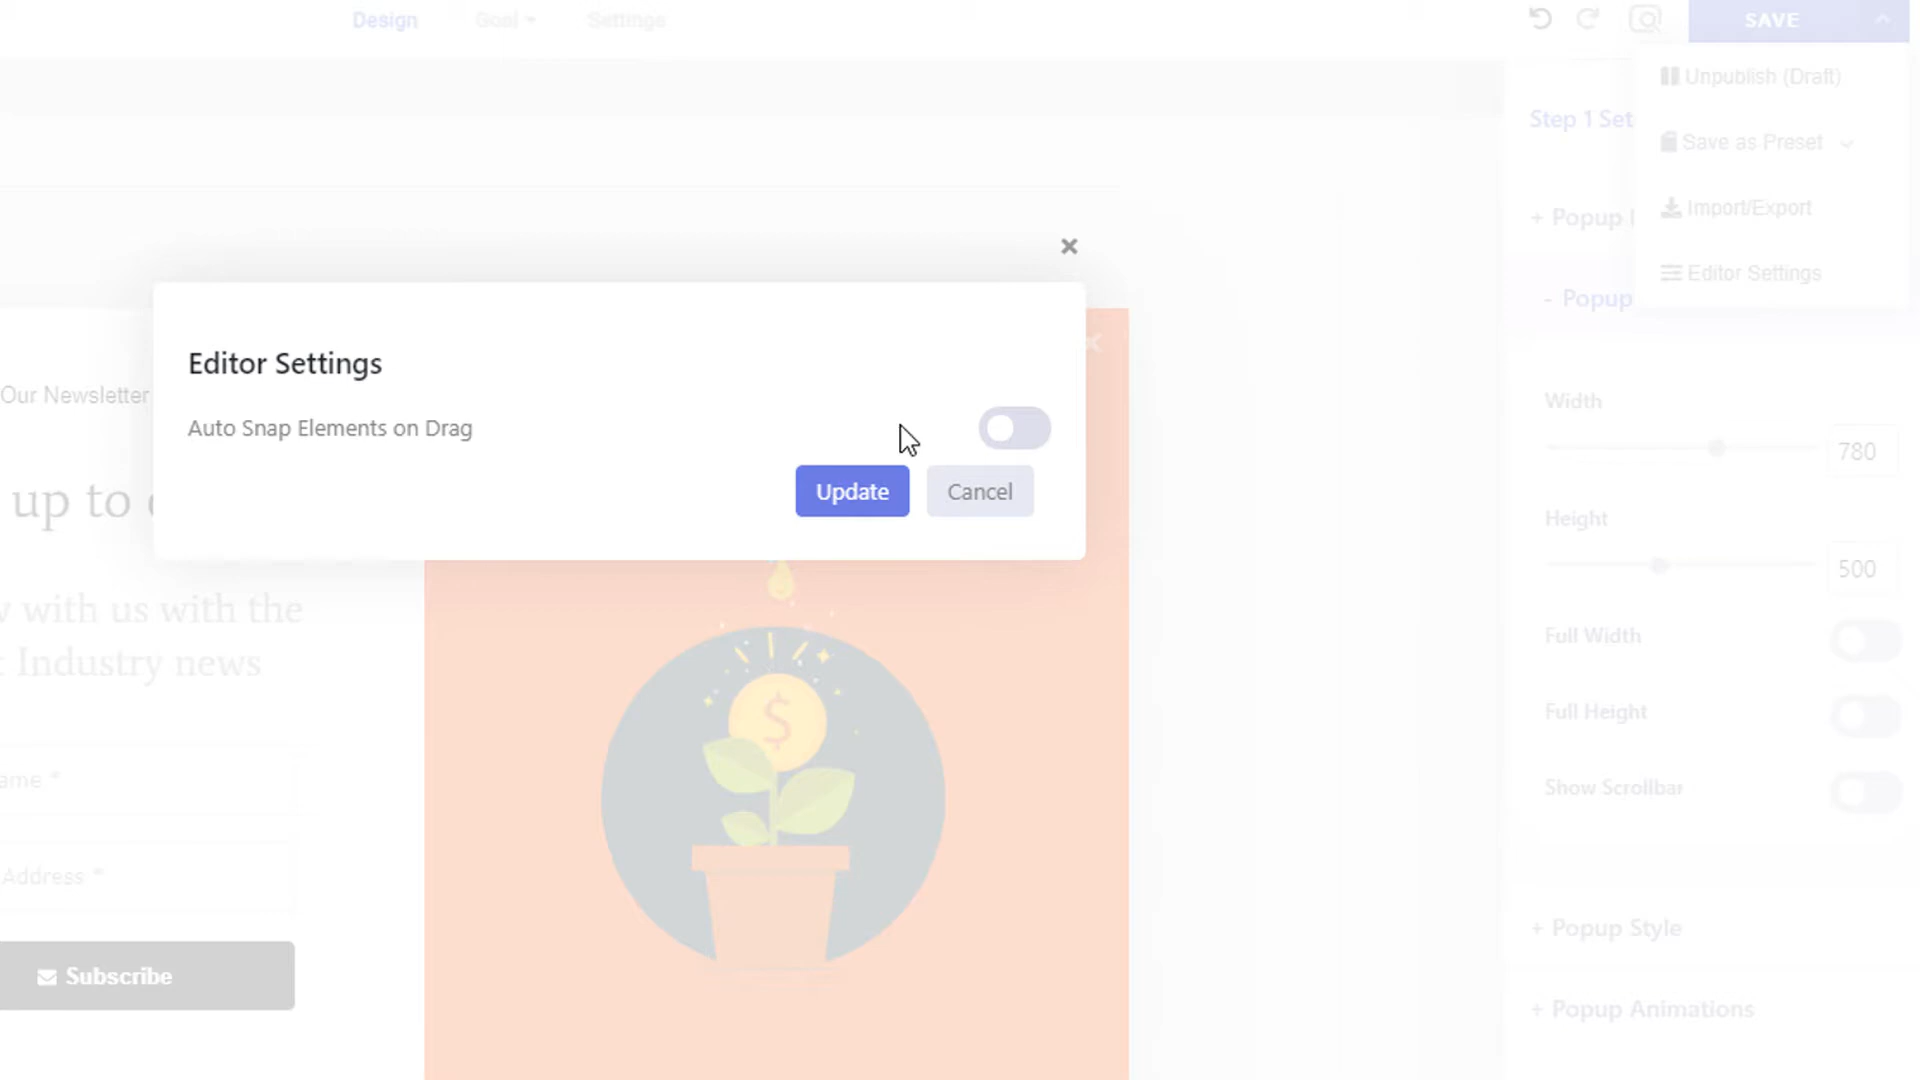 Design
Goal
Settings
SAVE
Unpublish (Draft)
Save as Preset
Import/Export
Editor Settings
Step 1 Set
+ Popup
- Popup
Editor Settings
Auto Snap Elements on Drag
Update
Cancel
Our Newsletter
up to
with us with the
Industry news
ame *
Address *
Subscribe
$
Width
780
Height
500
Full Width
Full Height
Show Scrollbar
+ Popup Style
+ Popup Animations